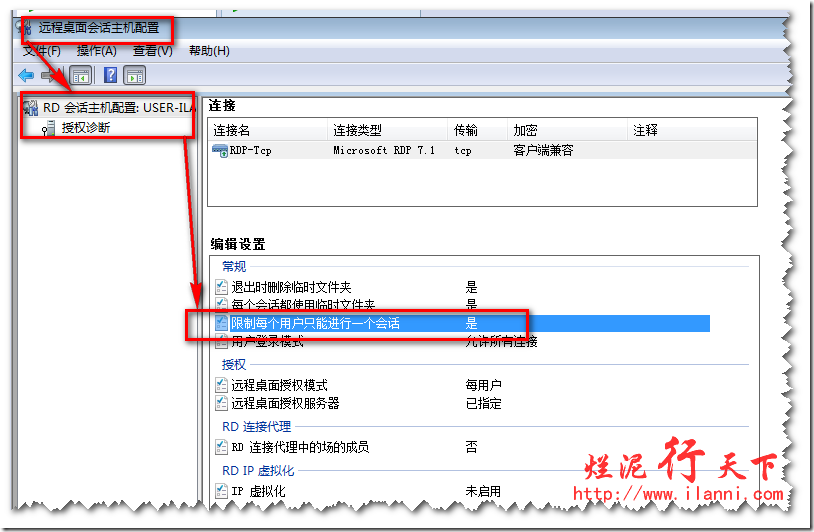 远程桌面会话主机配置
文件(F) 操作(A) 查看(V) 帮助(H)
RD 会话主机配置: USER-ILA
授权诊断
连接
连接名 连接类型 传输 加密 注释
RDP-Tcp Microsoft RDP 7.1 tcp 客户端兼容
编辑设置
常规
退出时删除临时文件夹 是
每个会话都使用临时文件夹 是
限制每个用户只能进行一个会话 是
用户登录模式 允许所有连接
授权
远程桌面授权模式 每用户
远程桌面授权服务器 已指定
RD 连接代理
RD 连接代理中的场的成员 否
RD IP 虚拟化
IP 虚拟化 未启用
烂泥行天下
http://www.ilanni.com